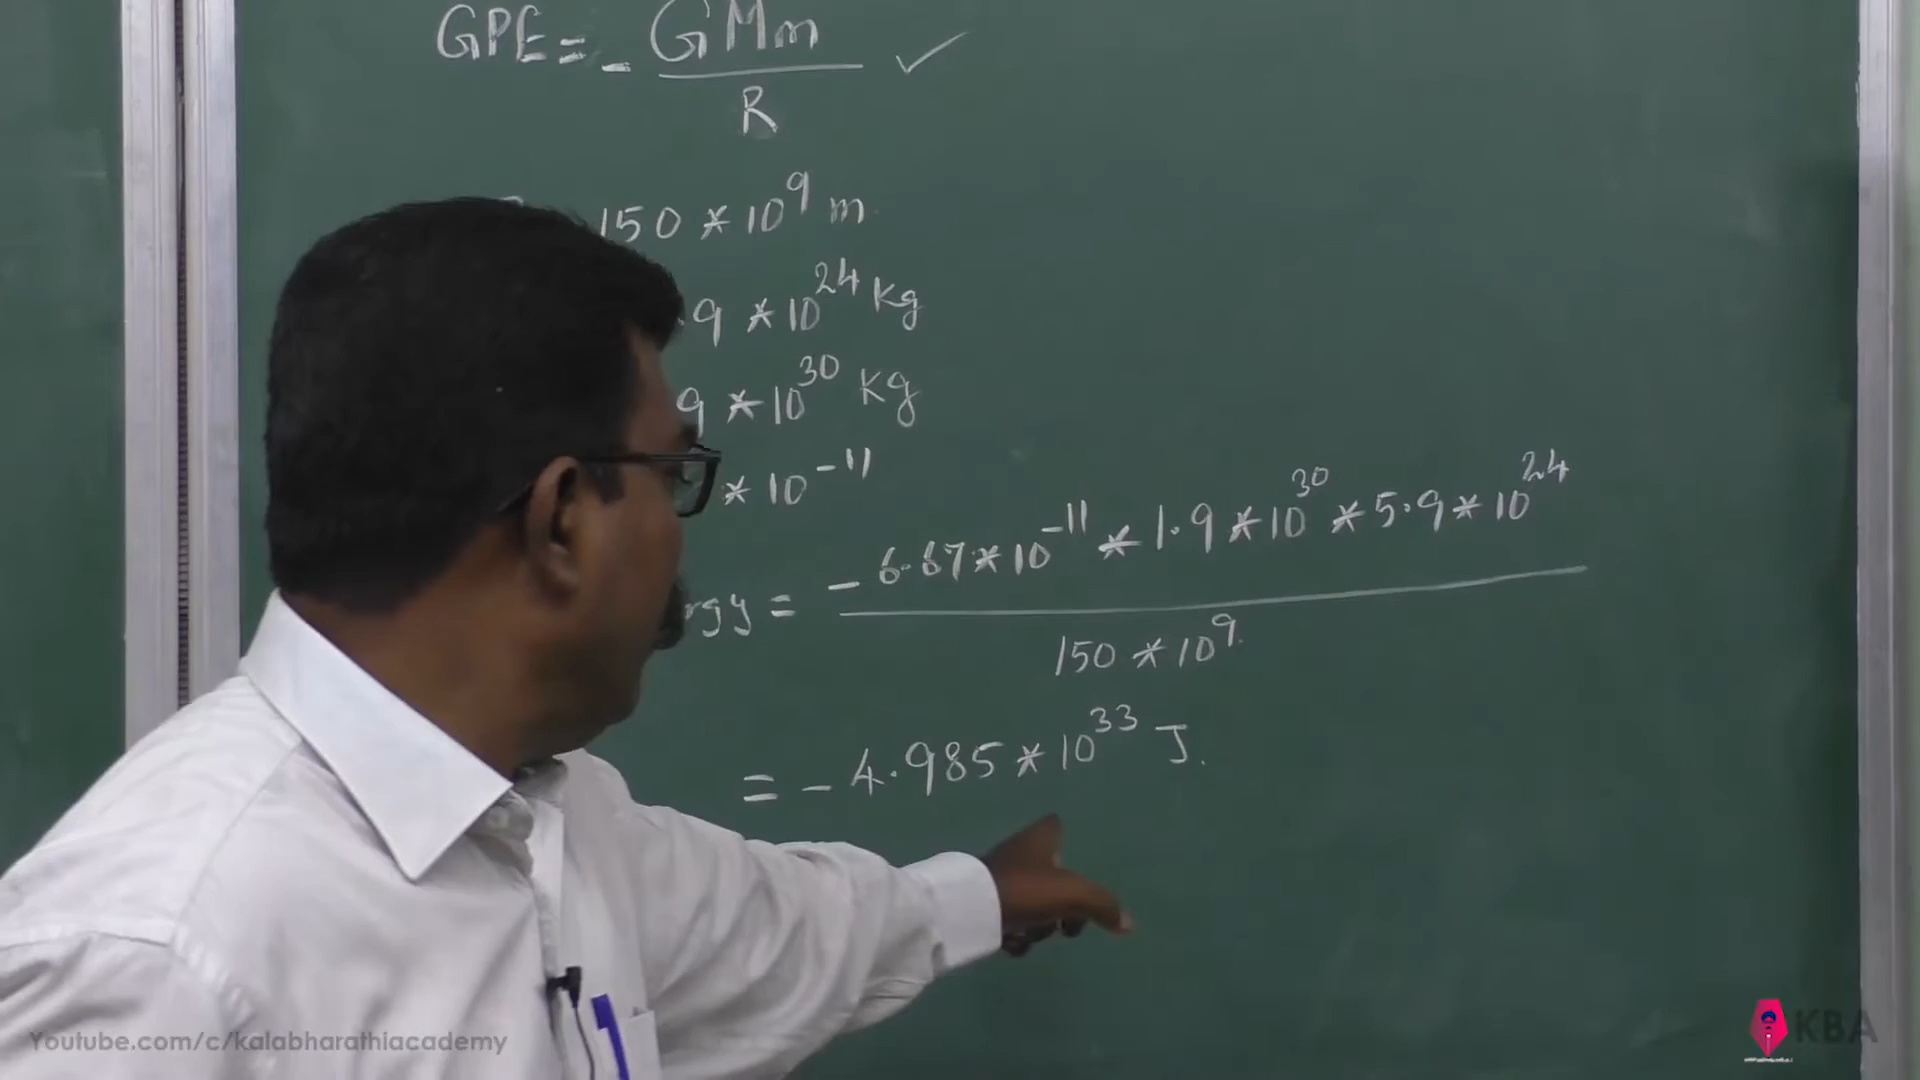 GPE = - GMm
R
150 * 10^9 m
.9 * 10^24 Kg
9 * 10^30 Kg
* 10^-11
rgy = - 6.67 * 10^-11 * 1.9 * 10^30 * 5.9 * 10^24
150 * 10^9
= - 4.985 * 10^33 J.
Youtube.com/c/kalabharathiacademy
KBA